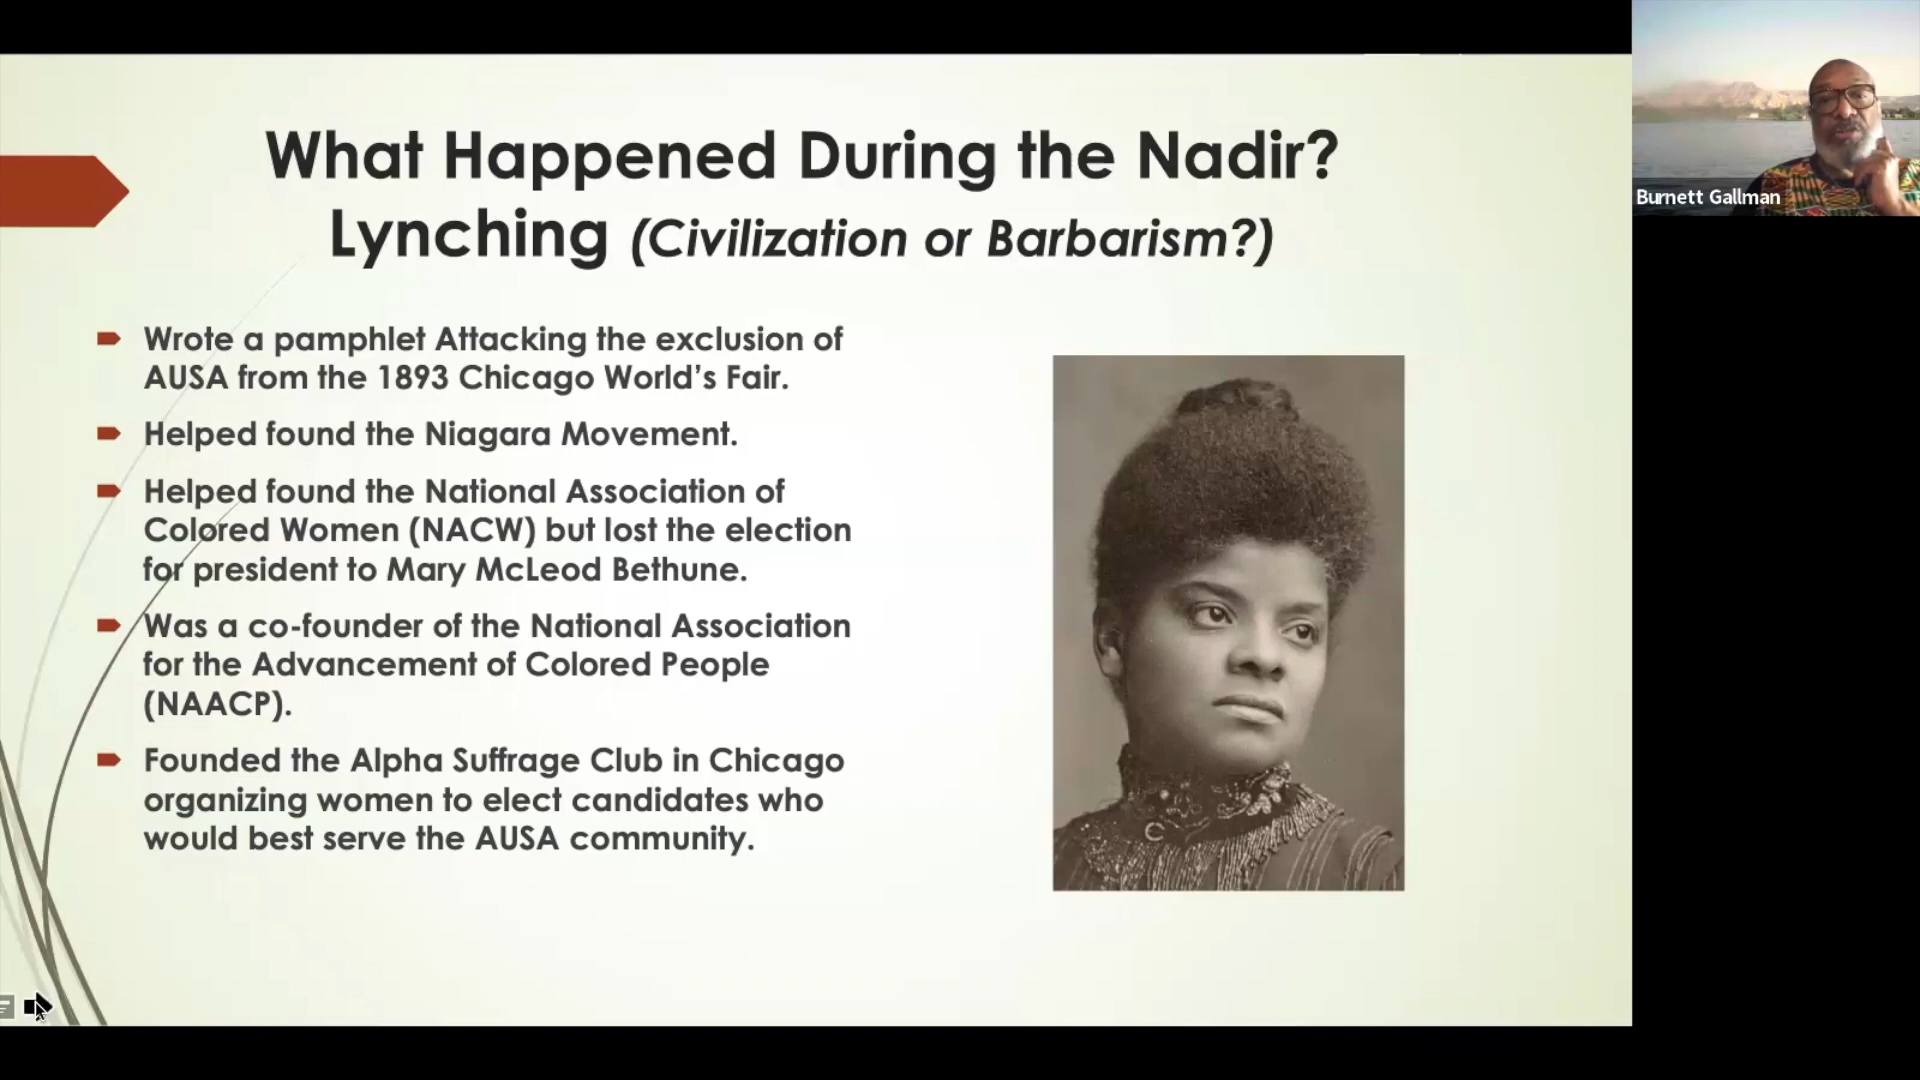 What Happened During the Nadir?
Lynching (Civilization or Barbarism?)
Wrote a pamphlet Attacking the exclusion of
AUSA from the 1893 Chicago World’s Fair.
Helped found the Niagara Movement.
Helped found the National Association of
Colored Women (NACW) but lost the election
for president to Mary McLeod Bethune.
Was a co-founder of the National Association
for the Advancement of Colored People
(NAACP).
Founded the Alpha Suffrage Club in Chicago
organizing women to elect candidates who
would best serve the AUSA community.
Burnett Gallman